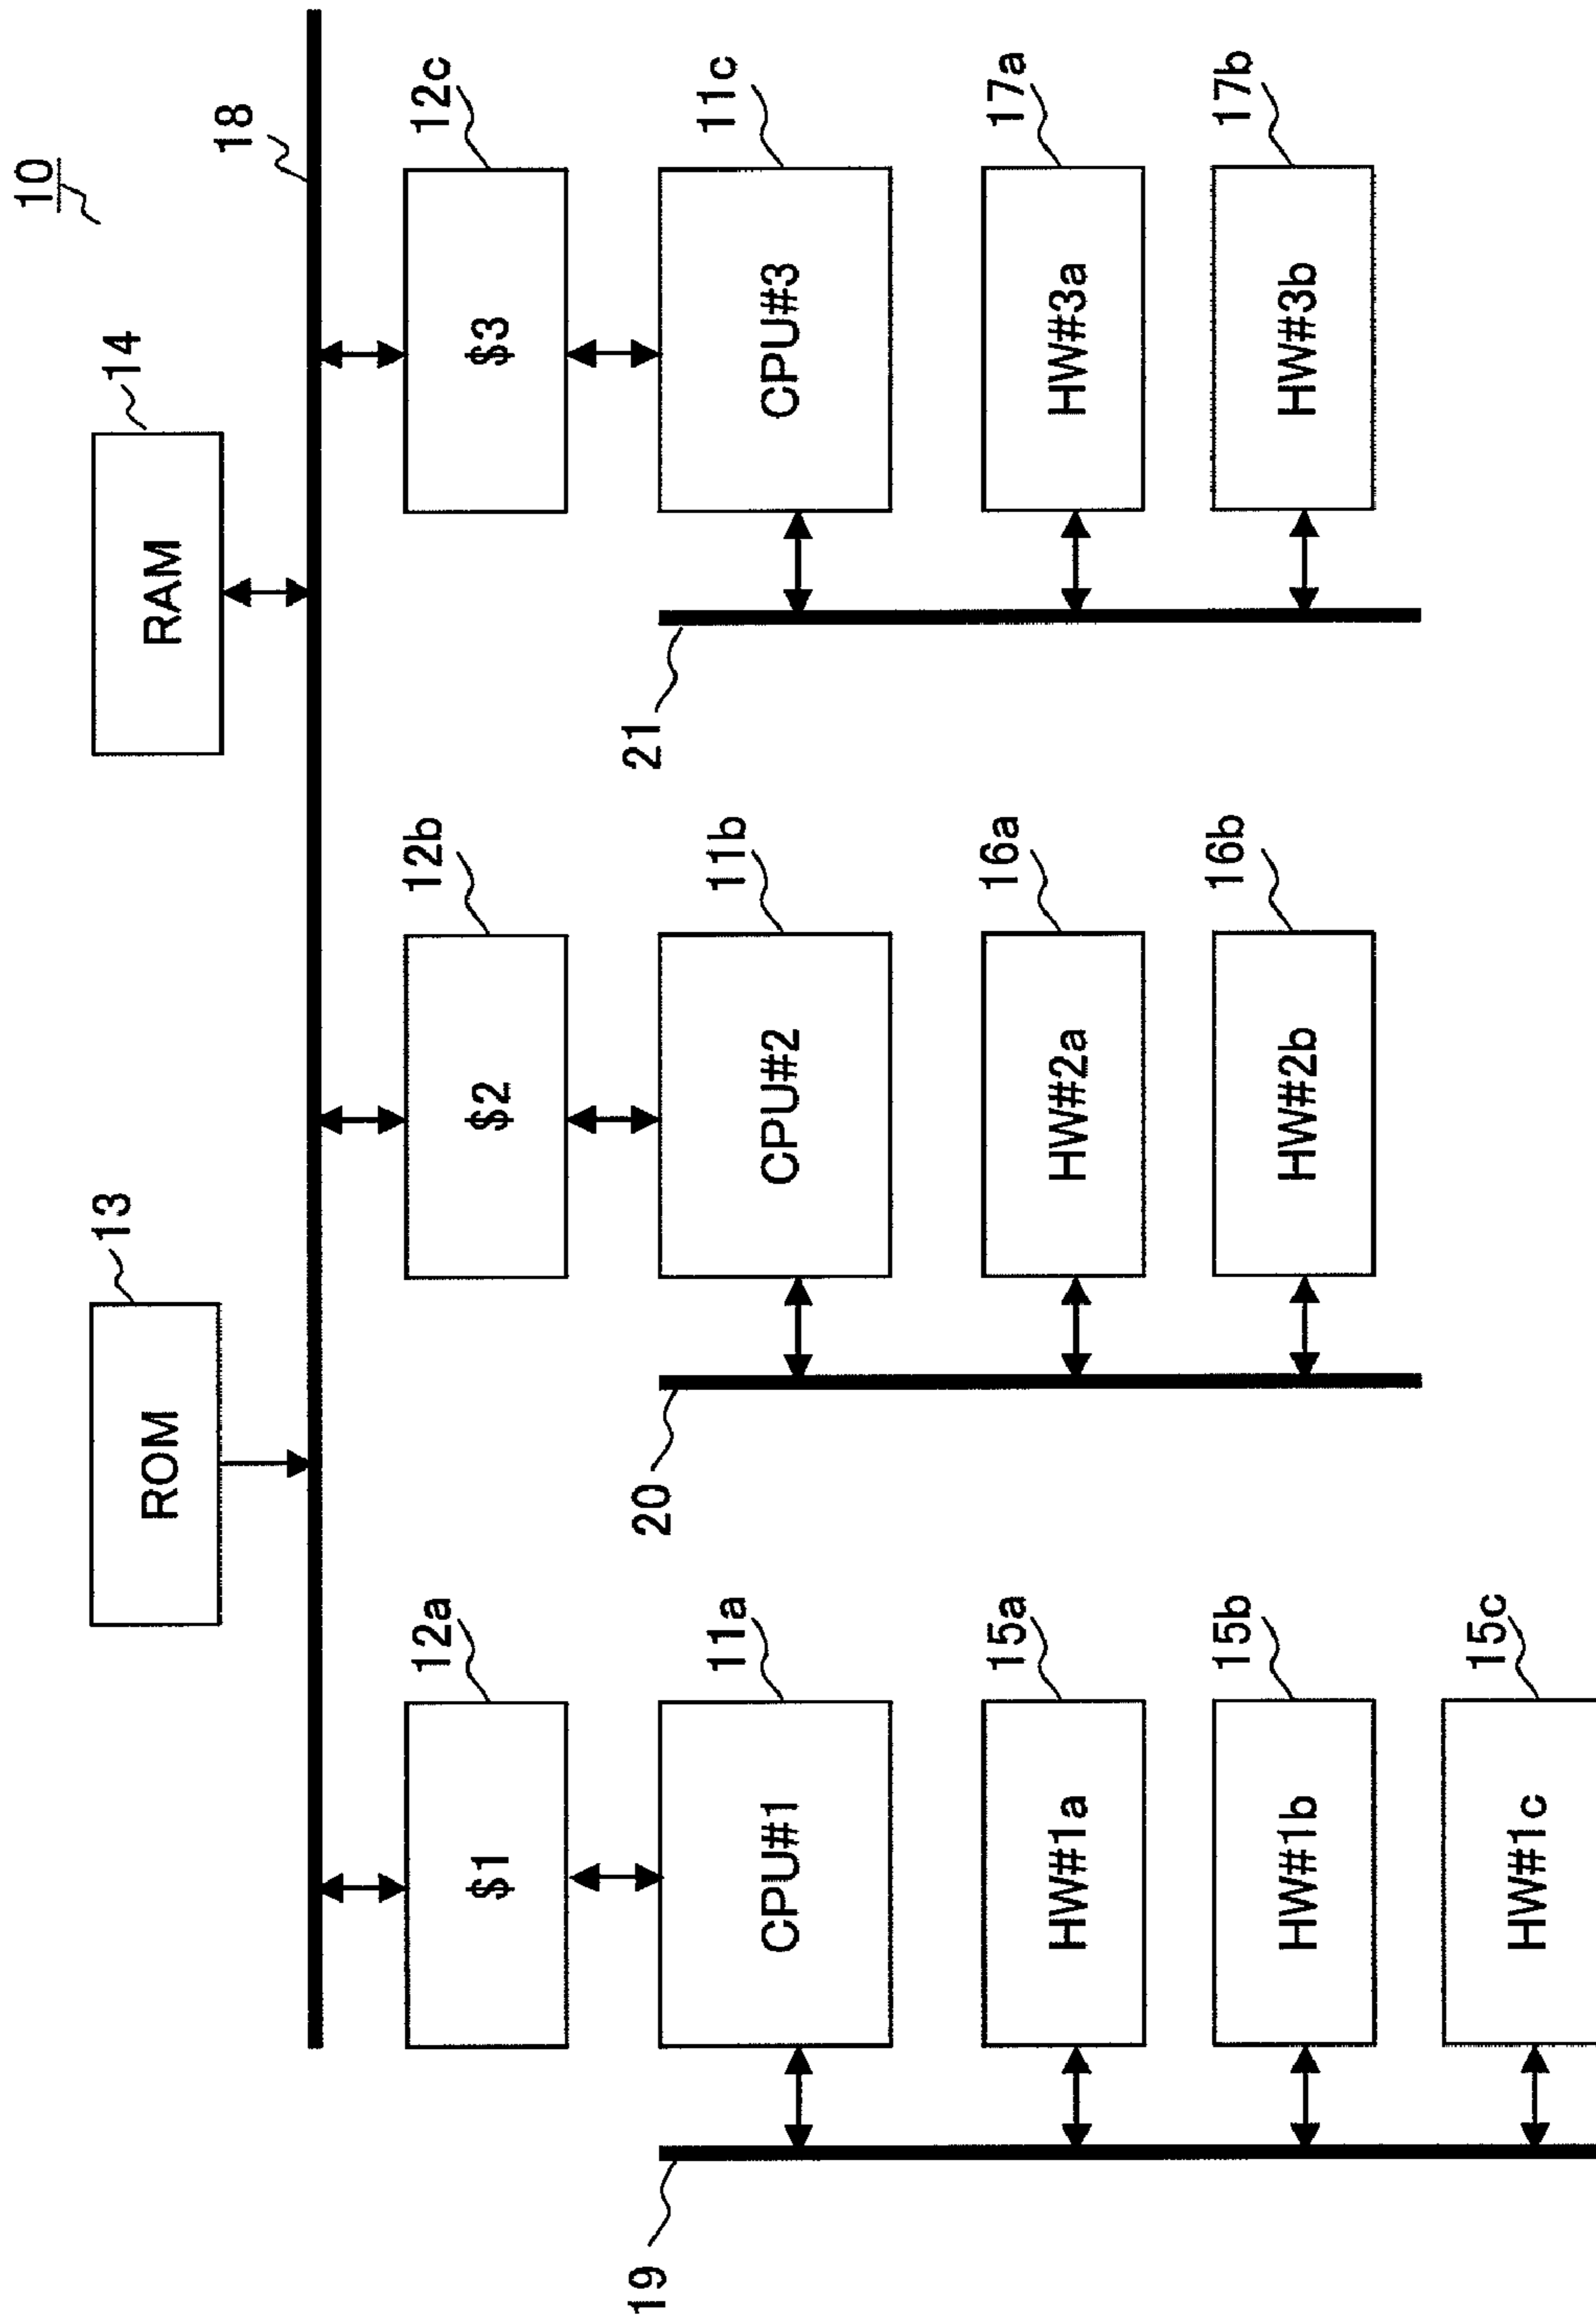 10
13
14
ROM
RAM
18
12a
12b
12c
$1
$2
$3
19
20
21
11a
11b
11c
CPU#1
CPU#2
CPU#3
15a
16a
17a
HW#1a
HW#2a
HW#3a
15b
16b
17b
HW#1b
HW#2b
HW#3b
15c
HW#1c